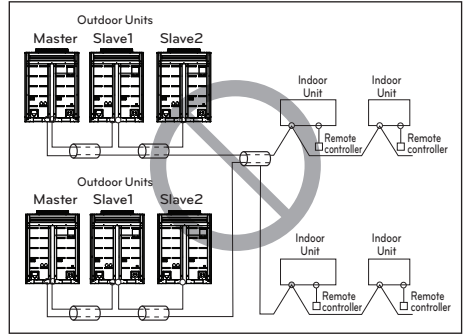 Outdoor Units
Master Slave1 Slave2
Indoor
Unit
Indoor
Unit
Remote
controller
Remote
controller
Outdoor Units
Master Slave1 Slave2
Indoor
Unit
Indoor
Unit
Remote
controller
Remote
controller